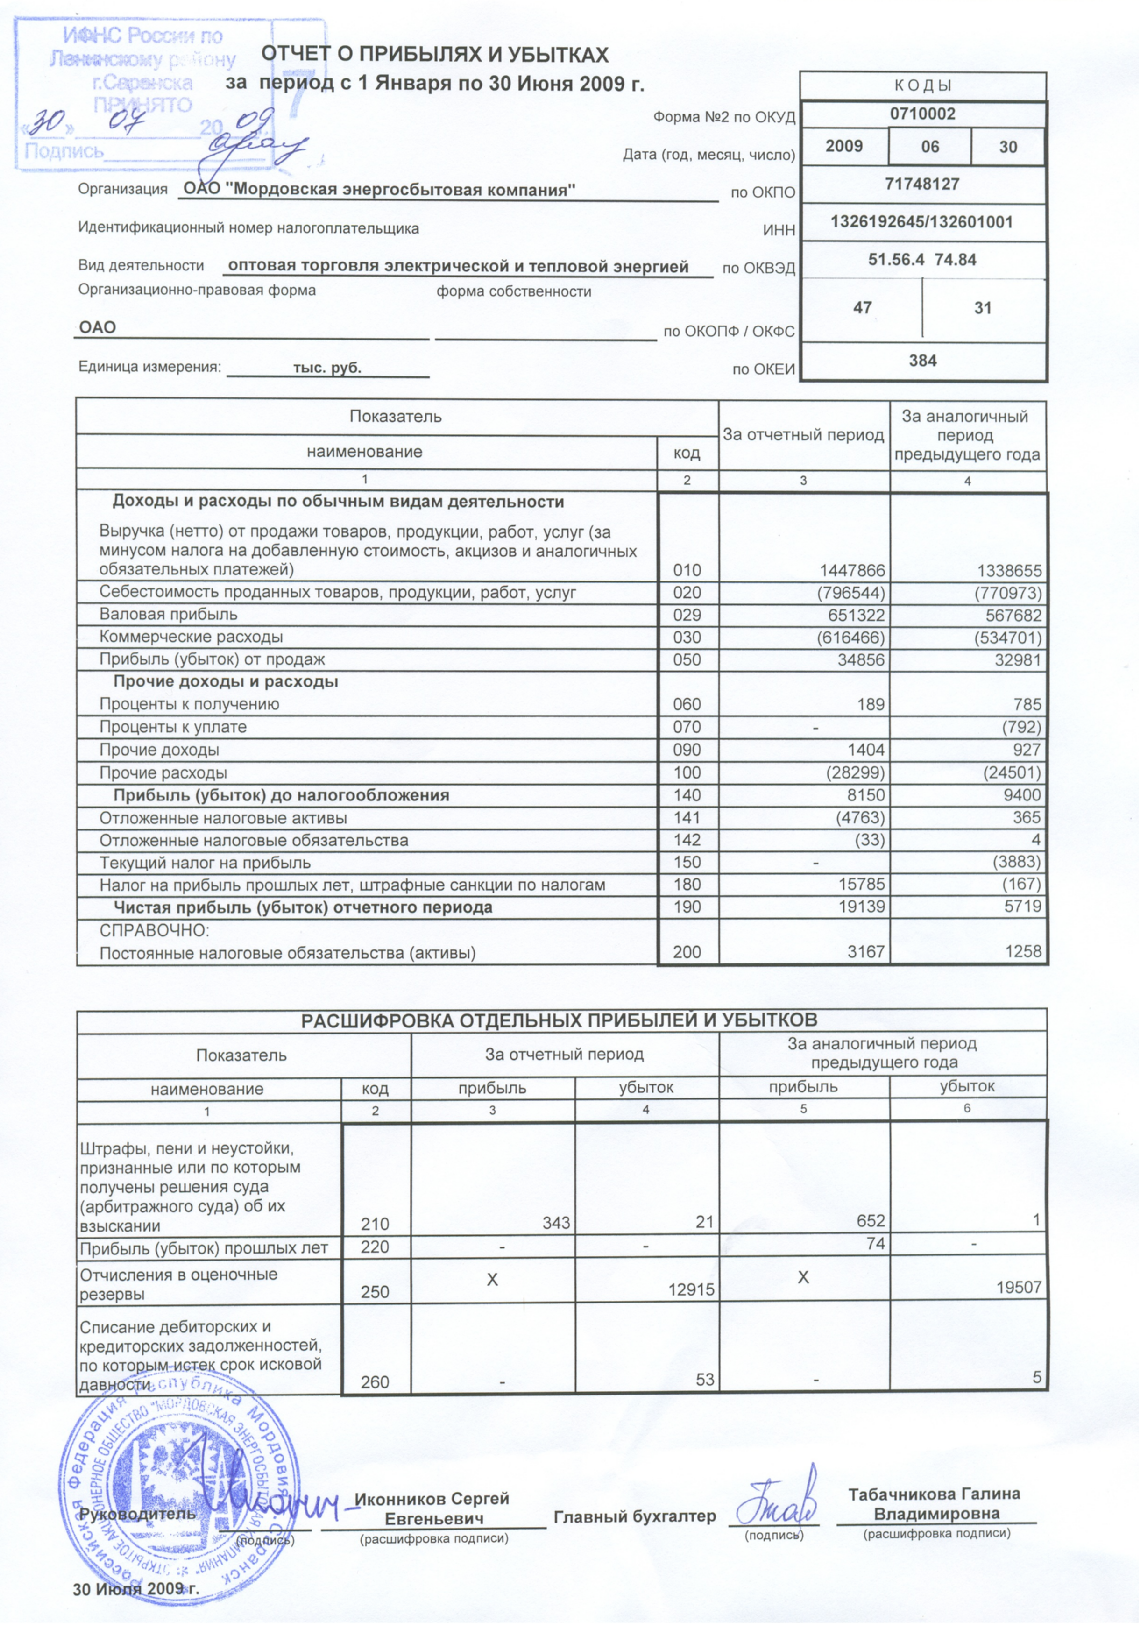 ИФНС России по
Ленинскому району
г.Саранска
ПРИНЯТО
«30» 07 2009 г.
Подпись
7
ОТЧЕТ О ПРИБЫЛЯХ И УБЫТКАХ
за период с 1 Января по 30 Июня 2009 г.
КОДЫ
Форма №2 по ОКУД 0710002
Дата (год, месяц, число) 2009 06 30
Организация ОАО "Мордовская энергосбытовая компания" по ОКПО 71748127
Идентификационный номер налогоплательщика ИНН 1326192645/132601001
Вид деятельности оптовая торговля электрической и тепловой энергией по ОКВЭД 51.56.4 74.84
Организационно-правовая форма форма собственности
ОАО по ОКОПФ / ОКФС 47 31
Единица измерения: тыс. руб. по ОКЕИ 384
Показатель За отчетный период За аналогичный период предыдущего года
наименование код
1 2 3 4
Доходы и расходы по обычным видам деятельности
Выручка (нетто) от продажи товаров, продукции, работ, услуг (за
минусом налога на добавленную стоимость, акцизов и аналогичных
обязательных платежей) 010 1447866 1338655
Себестоимость проданных товаров, продукции, работ, услуг 020 (796544) (770973)
Валовая прибыль 029 651322 567682
Коммерческие расходы 030 (616466) (534701)
Прибыль (убыток) от продаж 050 34856 32981
Прочие доходы и расходы
Проценты к получению 060 189 785
Проценты к уплате 070 - (792)
Прочие доходы 090 1404 927
Прочие расходы 100 (28299) (24501)
Прибыль (убыток) до налогообложения 140 8150 9400
Отложенные налоговые активы 141 (4763) 365
Отложенные налоговые обязательства 142 (33) 4
Текущий налог на прибыль 150 - (3883)
Налог на прибыль прошлых лет, штрафные санкции по налогам 180 15785 (167)
Чистая прибыль (убыток) отчетного периода 190 19139 5719
СПРАВОЧНО:
Постоянные налоговые обязательства (активы) 200 3167 1258
РАСШИФРОВКА ОТДЕЛЬНЫХ ПРИБЫЛЕЙ И УБЫТКОВ
Показатель За отчетный период За аналогичный период предыдущего года
наименование код прибыль убыток прибыль убыток
1 2 3 4 5 6
Штрафы, пени и неустойки,
признанные или по которым
получены решения суда
(арбитражного суда) об их
взыскании 210 343 21 652 1
Прибыль (убыток) прошлых лет 220 - - 74 -
Отчисления в оценочные
резервы 250 X 12915 X 19507
Списание дебиторских и
кредиторских задолженностей,
по которым истек срок исковой
давности 260 - 53 - 5
Российская Федерация Республика Мордовия г. Саранск
ОТКРЫТОЕ АКЦИОНЕРНОЕ ОБЩЕСТВО "МОРДОВСКАЯ ЭНЕРГОСБЫТОВАЯ КОМПАНИЯ"
Руководитель Иконников Сергей Евгеньевич Главный бухгалтер Табачникова Галина Владимировна
(подпись) (расшифровка подписи) (подпись) (расшифровка подписи)
30 Июля 2009 г.